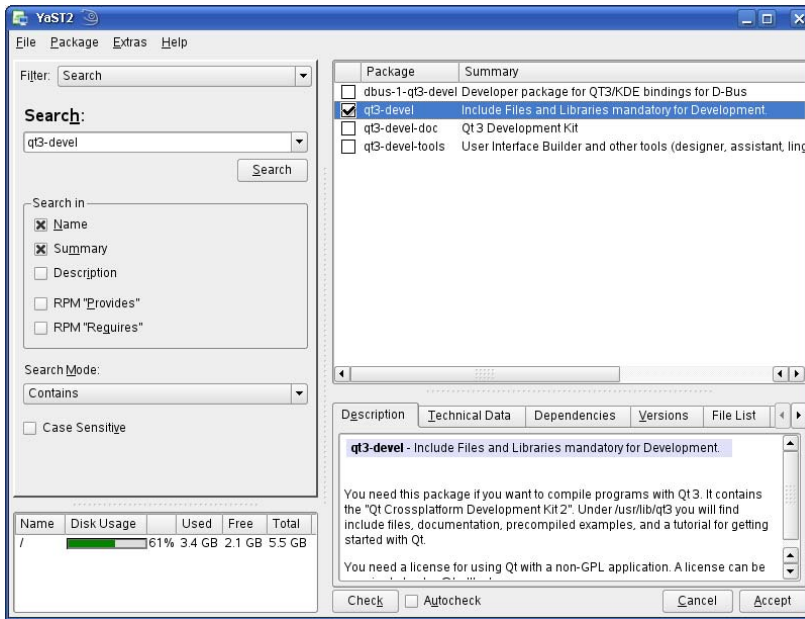 YaST2
File Package Extras Help
Filter: Search
Search:
qt3-devel
Search
Search in
Name
Summary
Description
RPM "Provides"
RPM "Requires"
Search Mode:
Contains
Case Sensitive
Name Disk Usage Used Free Total
/ 61% 3.4 GB 2.1 GB 5.5 GB
Package Summary
dbus-1-qt3-devel Developer package for QT3/KDE bindings for D-Bus
qt3-devel Include Files and Libraries mandatory for Development.
qt3-devel-doc Qt 3 Development Kit
qt3-devel-tools User Interface Builder and other tools (designer, assistant, ling
Description Technical Data Dependencies Versions File List
qt3-devel - Include Files and Libraries mandatory for Development.
You need this package if you want to compile programs with Qt 3. It contains
the "Qt Crossplatform Development Kit 2". Under /usr/lib/qt3 you will find
include files, documentation, precompiled examples, and a tutorial for getting
started with Qt.
You need a license for using Qt with a non-GPL application. A license can be
Check Autocheck Cancel Accept